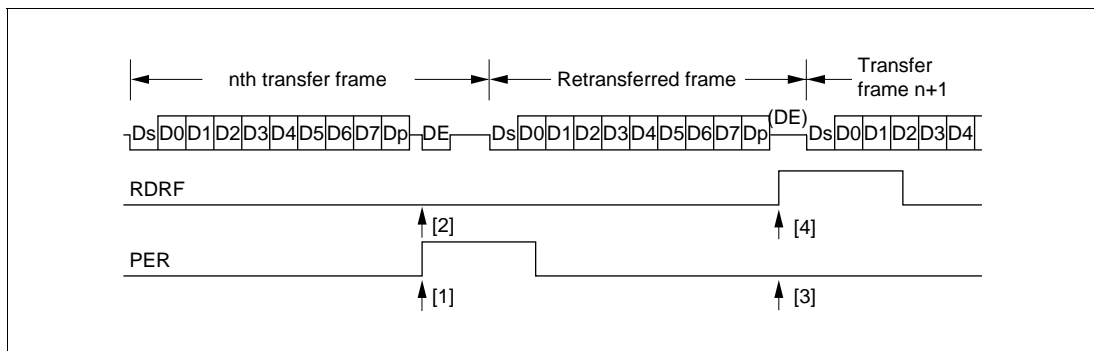 nth transfer frame Retransferred frame Transfer
frame n+1
(DE)
Ds D0 D1 D2 D3 D4 D5 D6 D7 Dp DE Ds D0 D1 D2 D3 D4 D5 D6 D7 Dp Ds D0 D1 D2 D3 D4
RDRF
[2] [4]
PER
[1] [3]